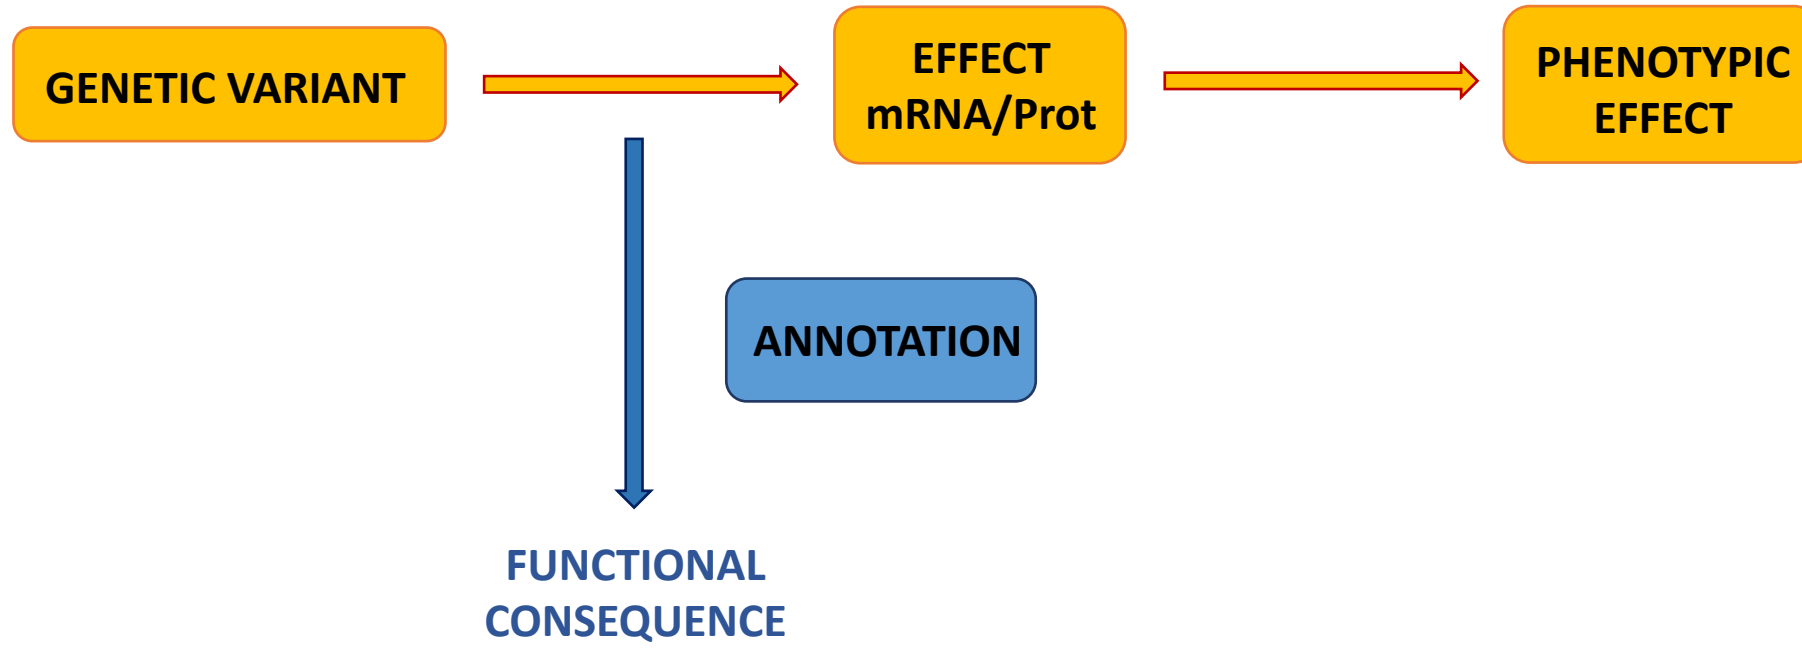 GENETIC VARIANT
EFFECT
mRNA/Prot
PHENOTYPIC
EFFECT
ANNOTATION
FUNCTIONAL
CONSEQUENCE